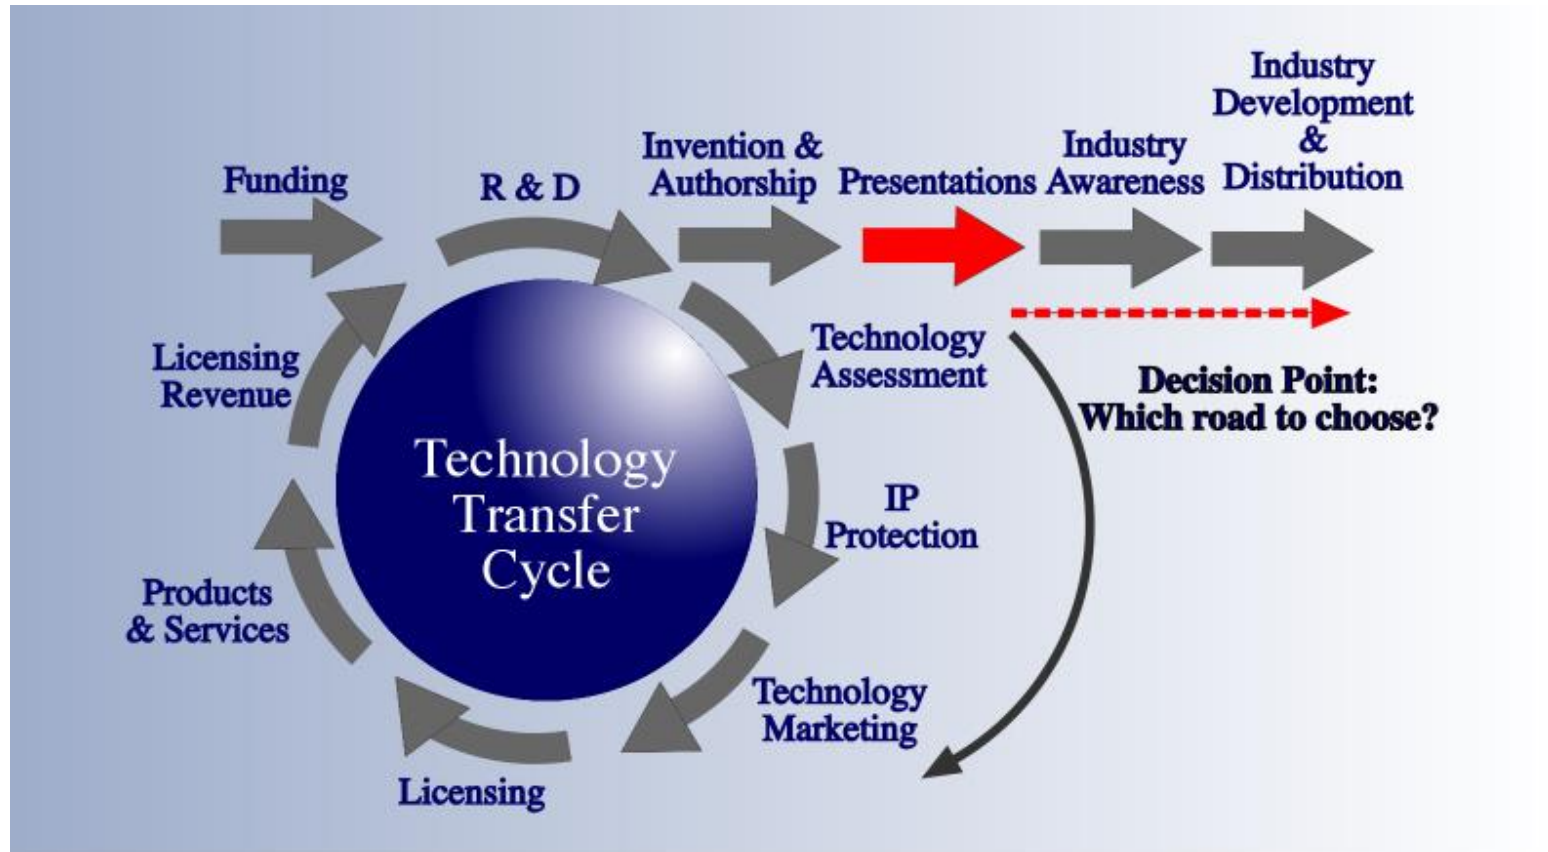 Funding
R & D
Invention &
Authorship
Presentations
Industry
Awareness
Industry
Development
&
Distribution
Technology
Assessment
Decision Point:
Which road to choose?
IP
Protection
Technology
Marketing
Licensing
Products
& Services
Licensing
Revenue
Technology
Transfer
Cycle